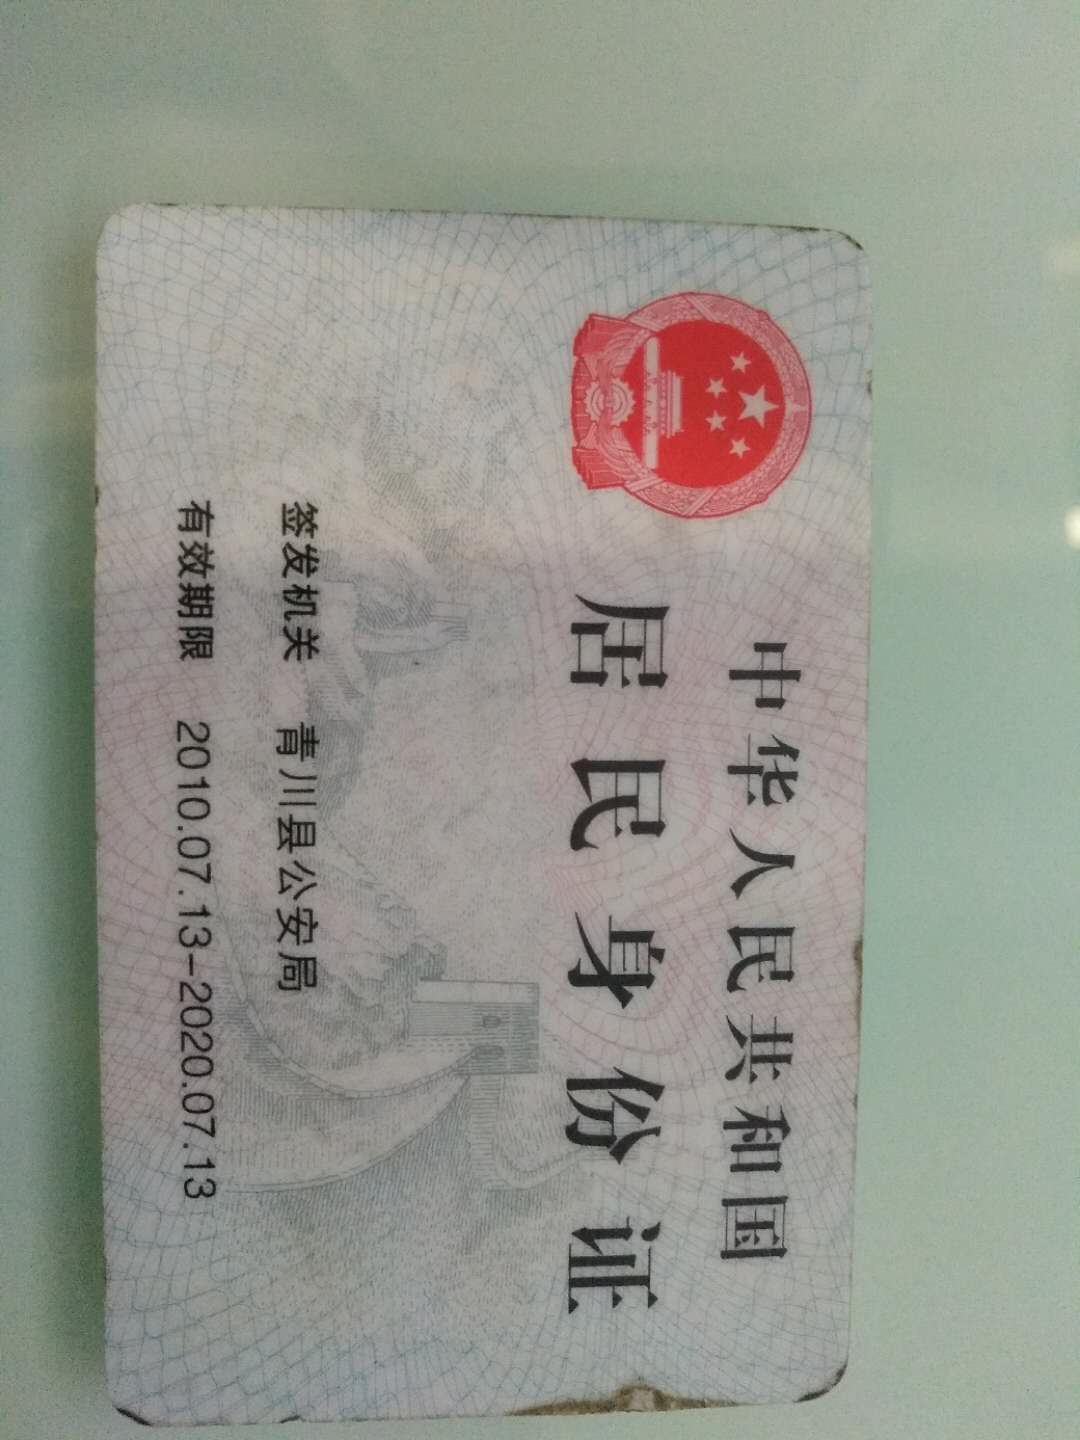 中华人民共和国
居民身份证
签发机关 青川县公安局
有效期限 2010.07.13-2020.07.13